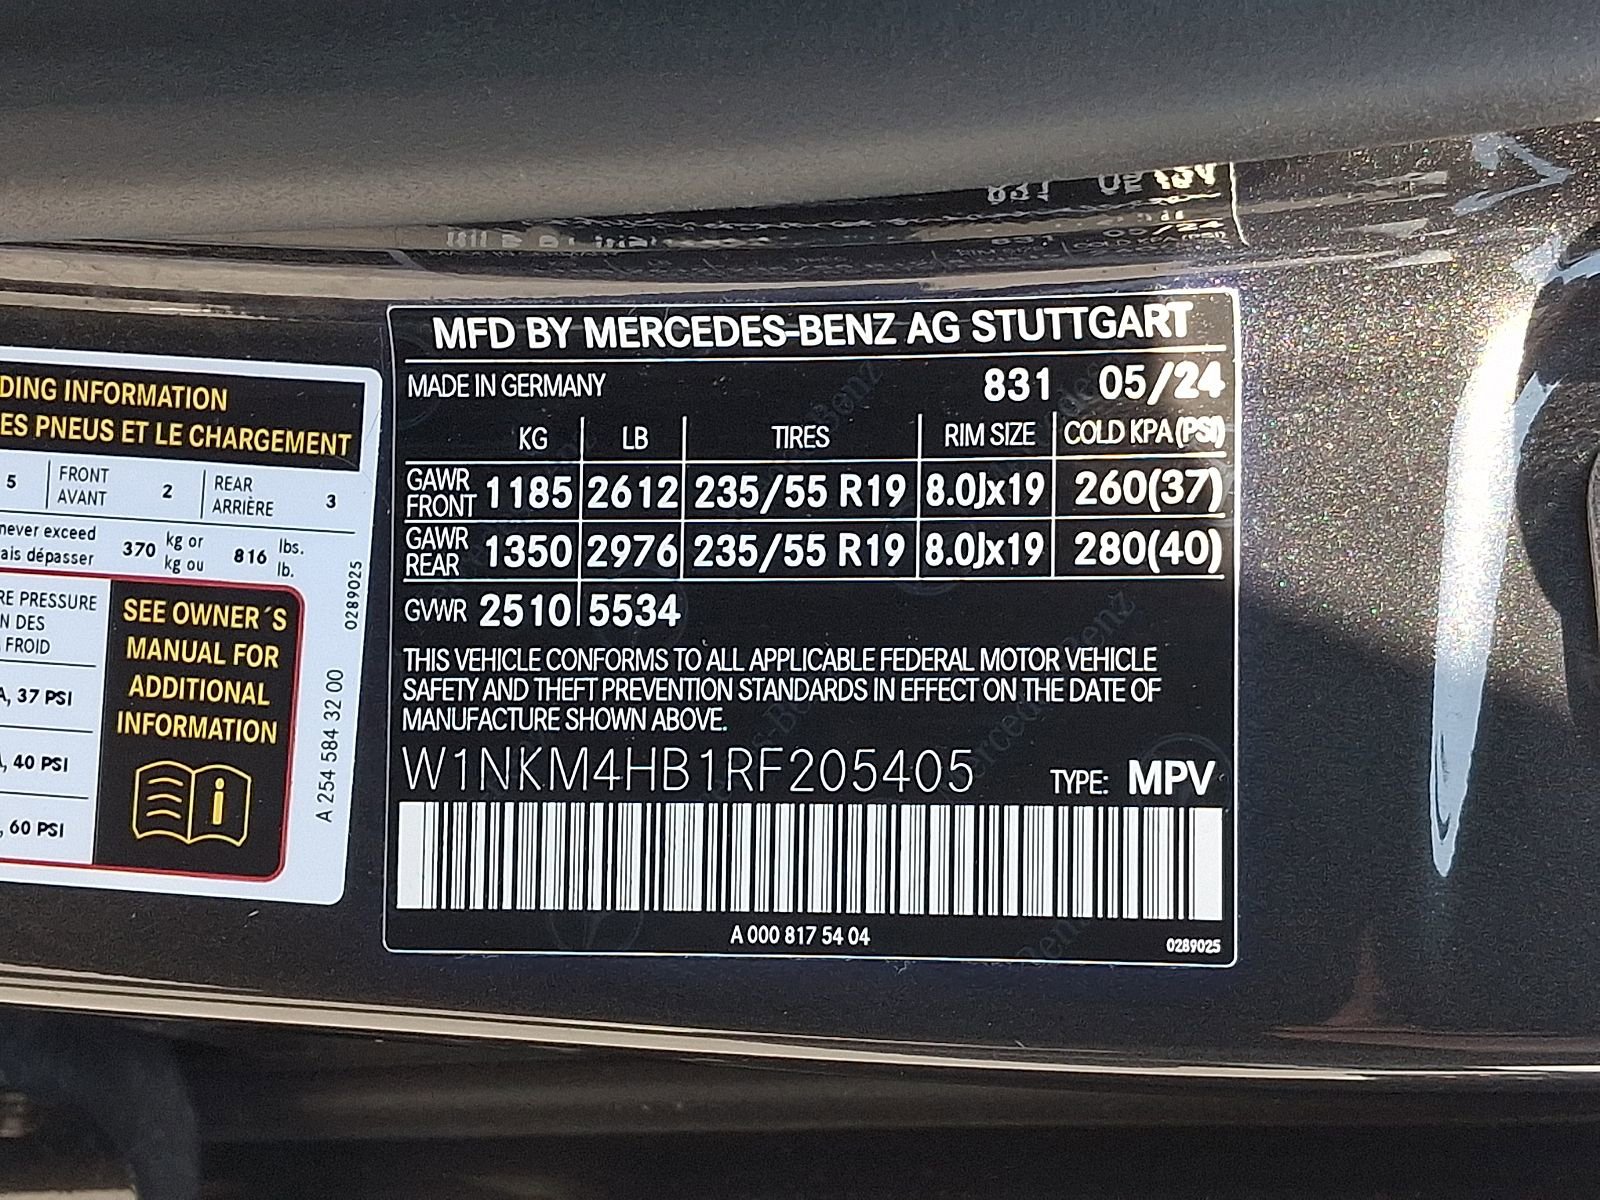 MFD BY MERCEDES-BENZ AG STUTTGART
MADE IN GERMANY 831 05/24
KG LB TIRES RIM SIZE COLD KPA(PSI)
GAWR FRONT 1185 2612 235/55 R19 8.0Jx19 260(37)
GAWR REAR 1350 2976 235/55 R19 8.0Jx19 280(40)
GVWR 2510 5534
THIS VEHICLE CONFORMS TO ALL APPLICABLE FEDERAL MOTOR VEHICLE
SAFETY AND THEFT PREVENTION STANDARDS IN EFFECT ON THE DATE OF
MANUFACTURE SHOWN ABOVE.
W1NKM4HB1RF205405 TYPE: MPV
A 000 817 54 04
0289025
DING INFORMATION
ES PNEUS ET LE CHARGEMENT
5 FRONT AVANT 2 REAR ARRIÈRE 3
never exceed
ais dépasser
370 kg or kg ou 816 lbs. lb.
RE PRESSURE
N DES
FROID
A, 37 PSI
, 40 PSI
, 60 PSI
SEE OWNER´S
MANUAL FOR
ADDITIONAL
INFORMATION
A 254 584 32 00
0289025